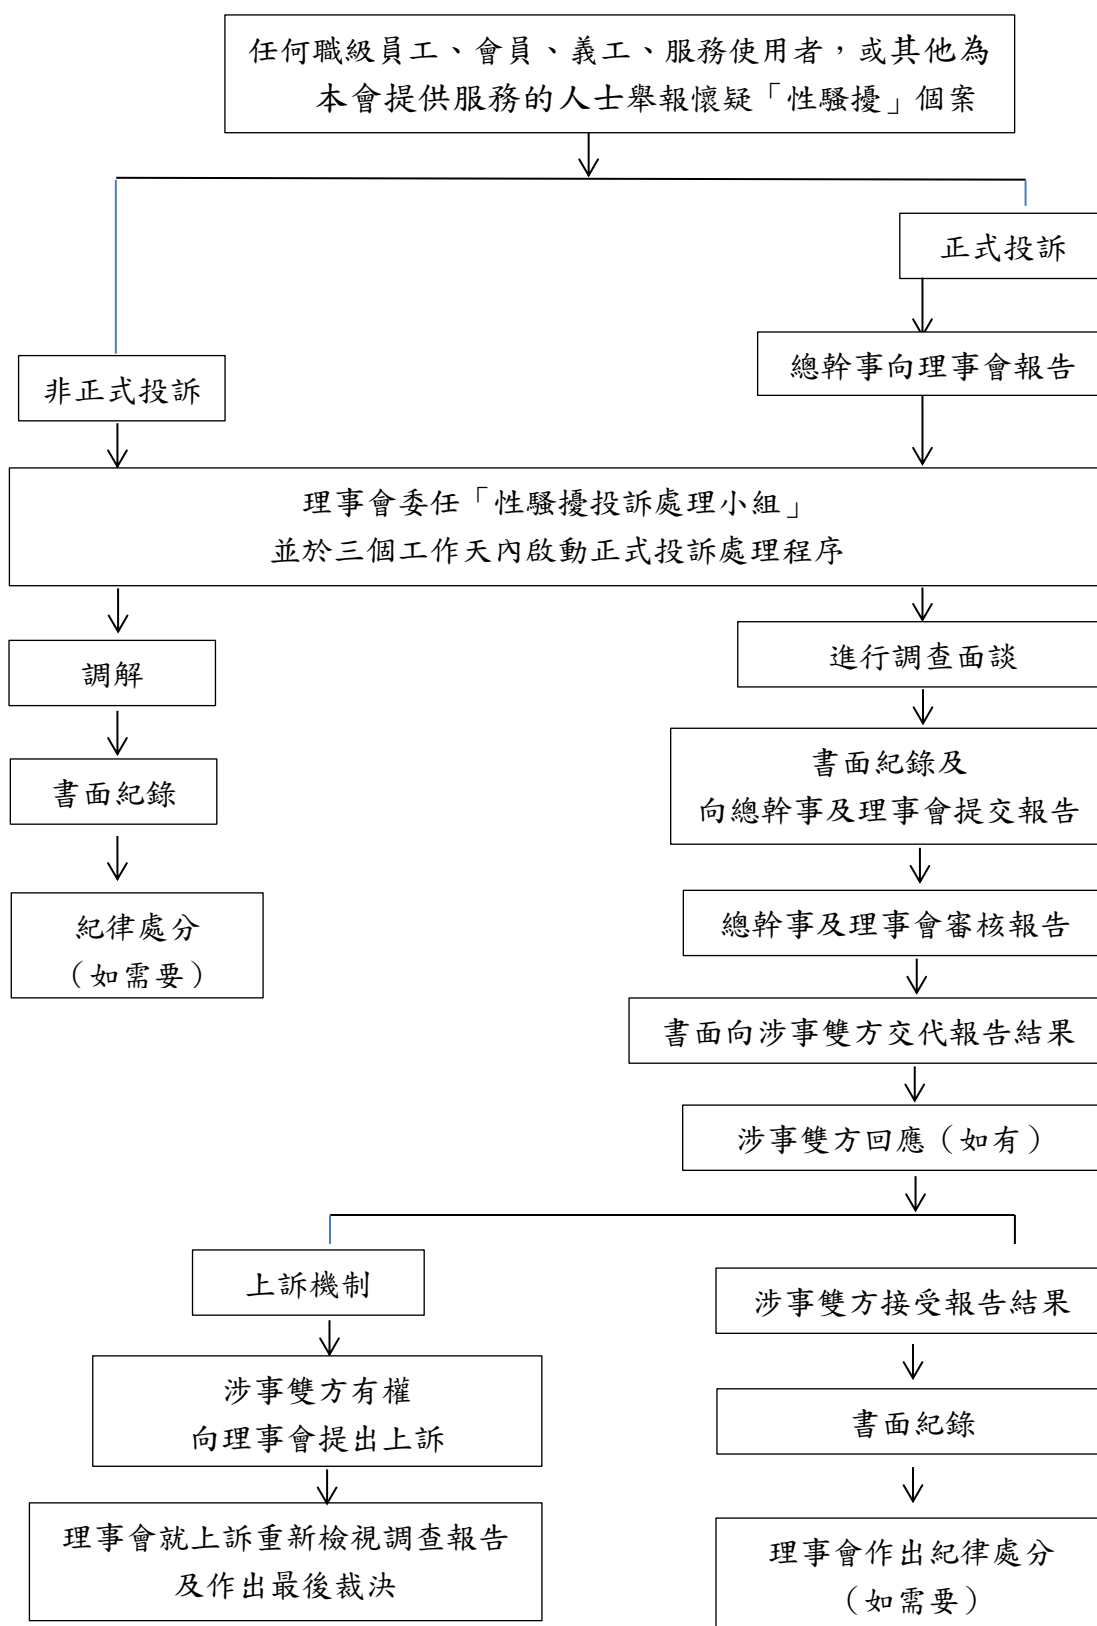 任何職級員工、會員、義工、服務使用者，或其他為
本會提供服務的人士舉報懷疑「性騷擾」個案
正式投訴
總幹事向理事會報告
非正式投訴
理事會委任「性騷擾投訴處理小組」
並於三個工作天內啟動正式投訴處理程序
調解
進行調查面談
書面紀錄
書面紀錄及
向總幹事及理事會提交報告
紀律處分
（如需要）
總幹事及理事會審核報告
書面向涉事雙方交代報告結果
涉事雙方回應（如有）
上訴機制
涉事雙方接受報告結果
涉事雙方有權
向理事會提出上訴
書面紀錄
理事會就上訴重新檢視調查報告
及作出最後裁決
理事會作出紀律處分
（如需要）